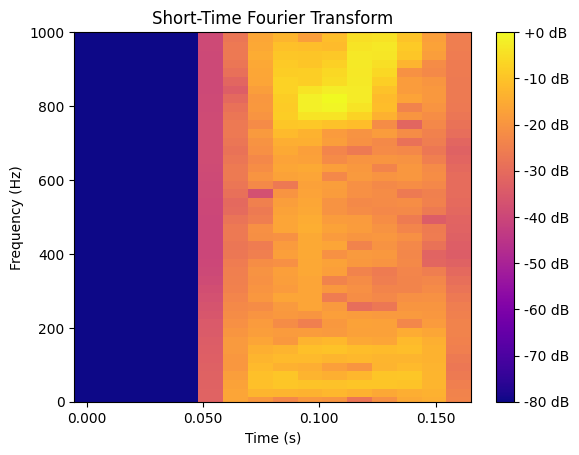 Short-Time Fourier Transform
Frequency (Hz)
1000
800
600
400
200
0
0.000
0.050
0.100
0.150
Time (s)
+0 dB
-10 dB
-20 dB
-30 dB
-40 dB
-50 dB
-60 dB
-70 dB
-80 dB